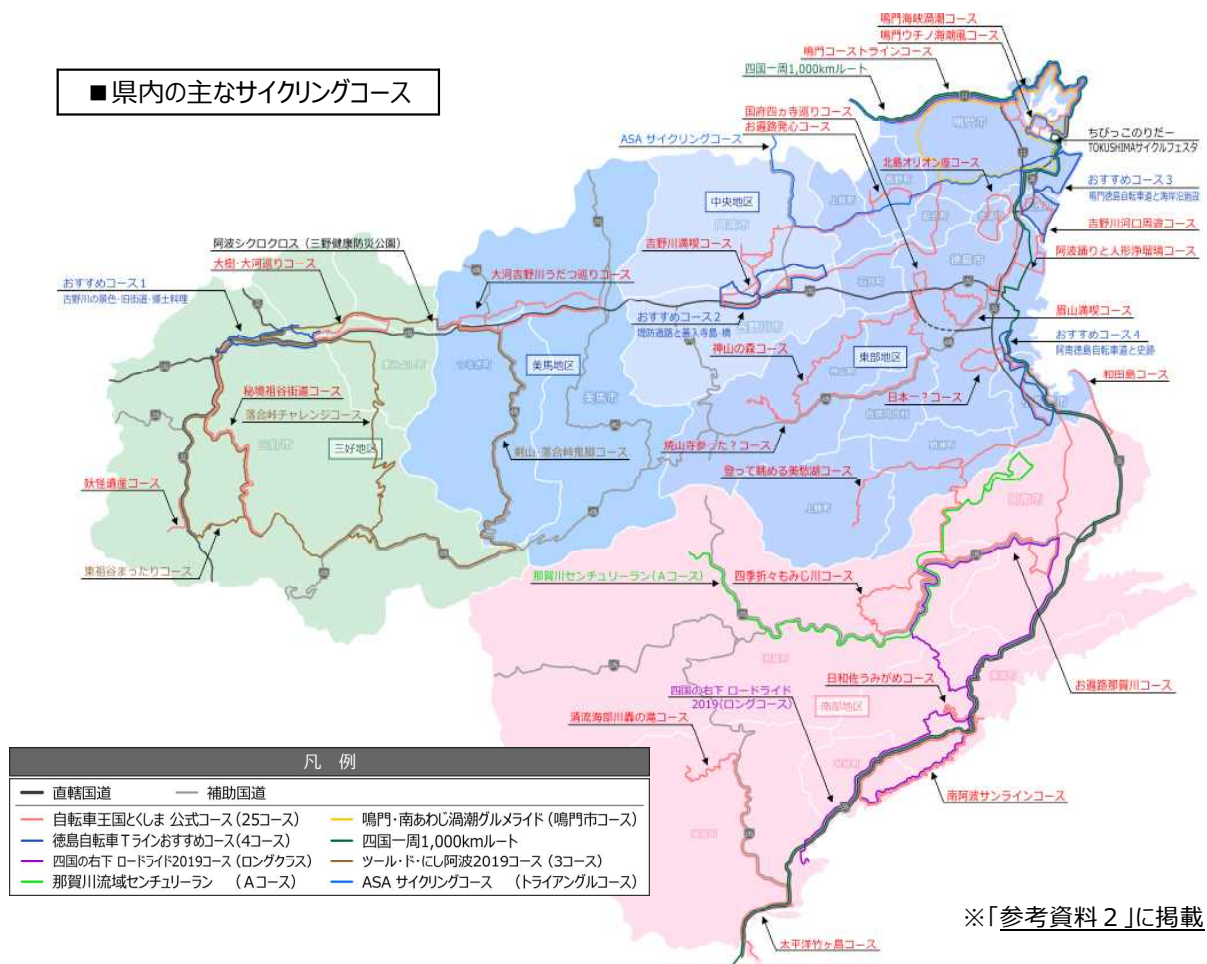 ■県内の主なサイクリングコース
鳴門海峡渦潮コース
鳴門ウチノ海潮風コース
鳴門コーストラインコース
四国一周1,000kmルート
国府四ヵ寺巡りコース
お遍路発心コース
ASA サイクリングコース
鳴門市
ちびっこのりだー
TOKUSHIMAサイクルフェスタ
北島オリオン座コース
おすすめコース3
鳴門徳島自転車道と海岸沿施設
中央地区
阿波市
吉野川河口周遊コース
阿波シクロクロス(三野健康防災公園)
吉野川満喫コース
徳島市
阿波踊りと人形浄瑠璃コース
大樹・大河巡りコース
大河吉野川うだつ巡りコース
おすすめコース1
吉野川の景色・旧街道・郷土料理
おすすめコース2
堤防道路と善入寺島・橋
眉山満喫コース
おすすめコース4
阿南徳島自転車道と史跡
神山の森コース
東部地区
美馬地区
美馬市
和田島コース
秘境祖谷街道コース
日本一?コース
落合峠チャレンジコース
三好市
三好地区
剣山・落合峠鬼脚コース
焼山寺参った?コース
登って眺める美愁湖コース
妖怪遺産コース
上勝町
阿南市
東祖谷まったりコース
那賀川センチュリーラン(Aコース)
四季折々もみじ川コース
日和佐うみがめコース
お遍路那賀川コース
四国の右下 ロードライド
2019(ロングコース)
南部地区
清流海部川轟の滝コース
南阿波サンラインコース
太平洋竹ヶ島コース
凡 例
直轄国道
補助国道
自転車王国とくしま 公式コース(25コース)
鳴門・南あわじ渦潮グルメライド(鳴門市コース)
徳島自転車Tラインおすすめコース(4コース)
四国一周1,000kmルート
四国の右下 ロードライド2019コース(ロングクラス)
ツール・ド・にし阿波2019コース(3コース)
那賀川流域センチュリーラン (Aコース)
ASA サイクリングコース (トライアングルコース)
※「参考資料2」に掲載